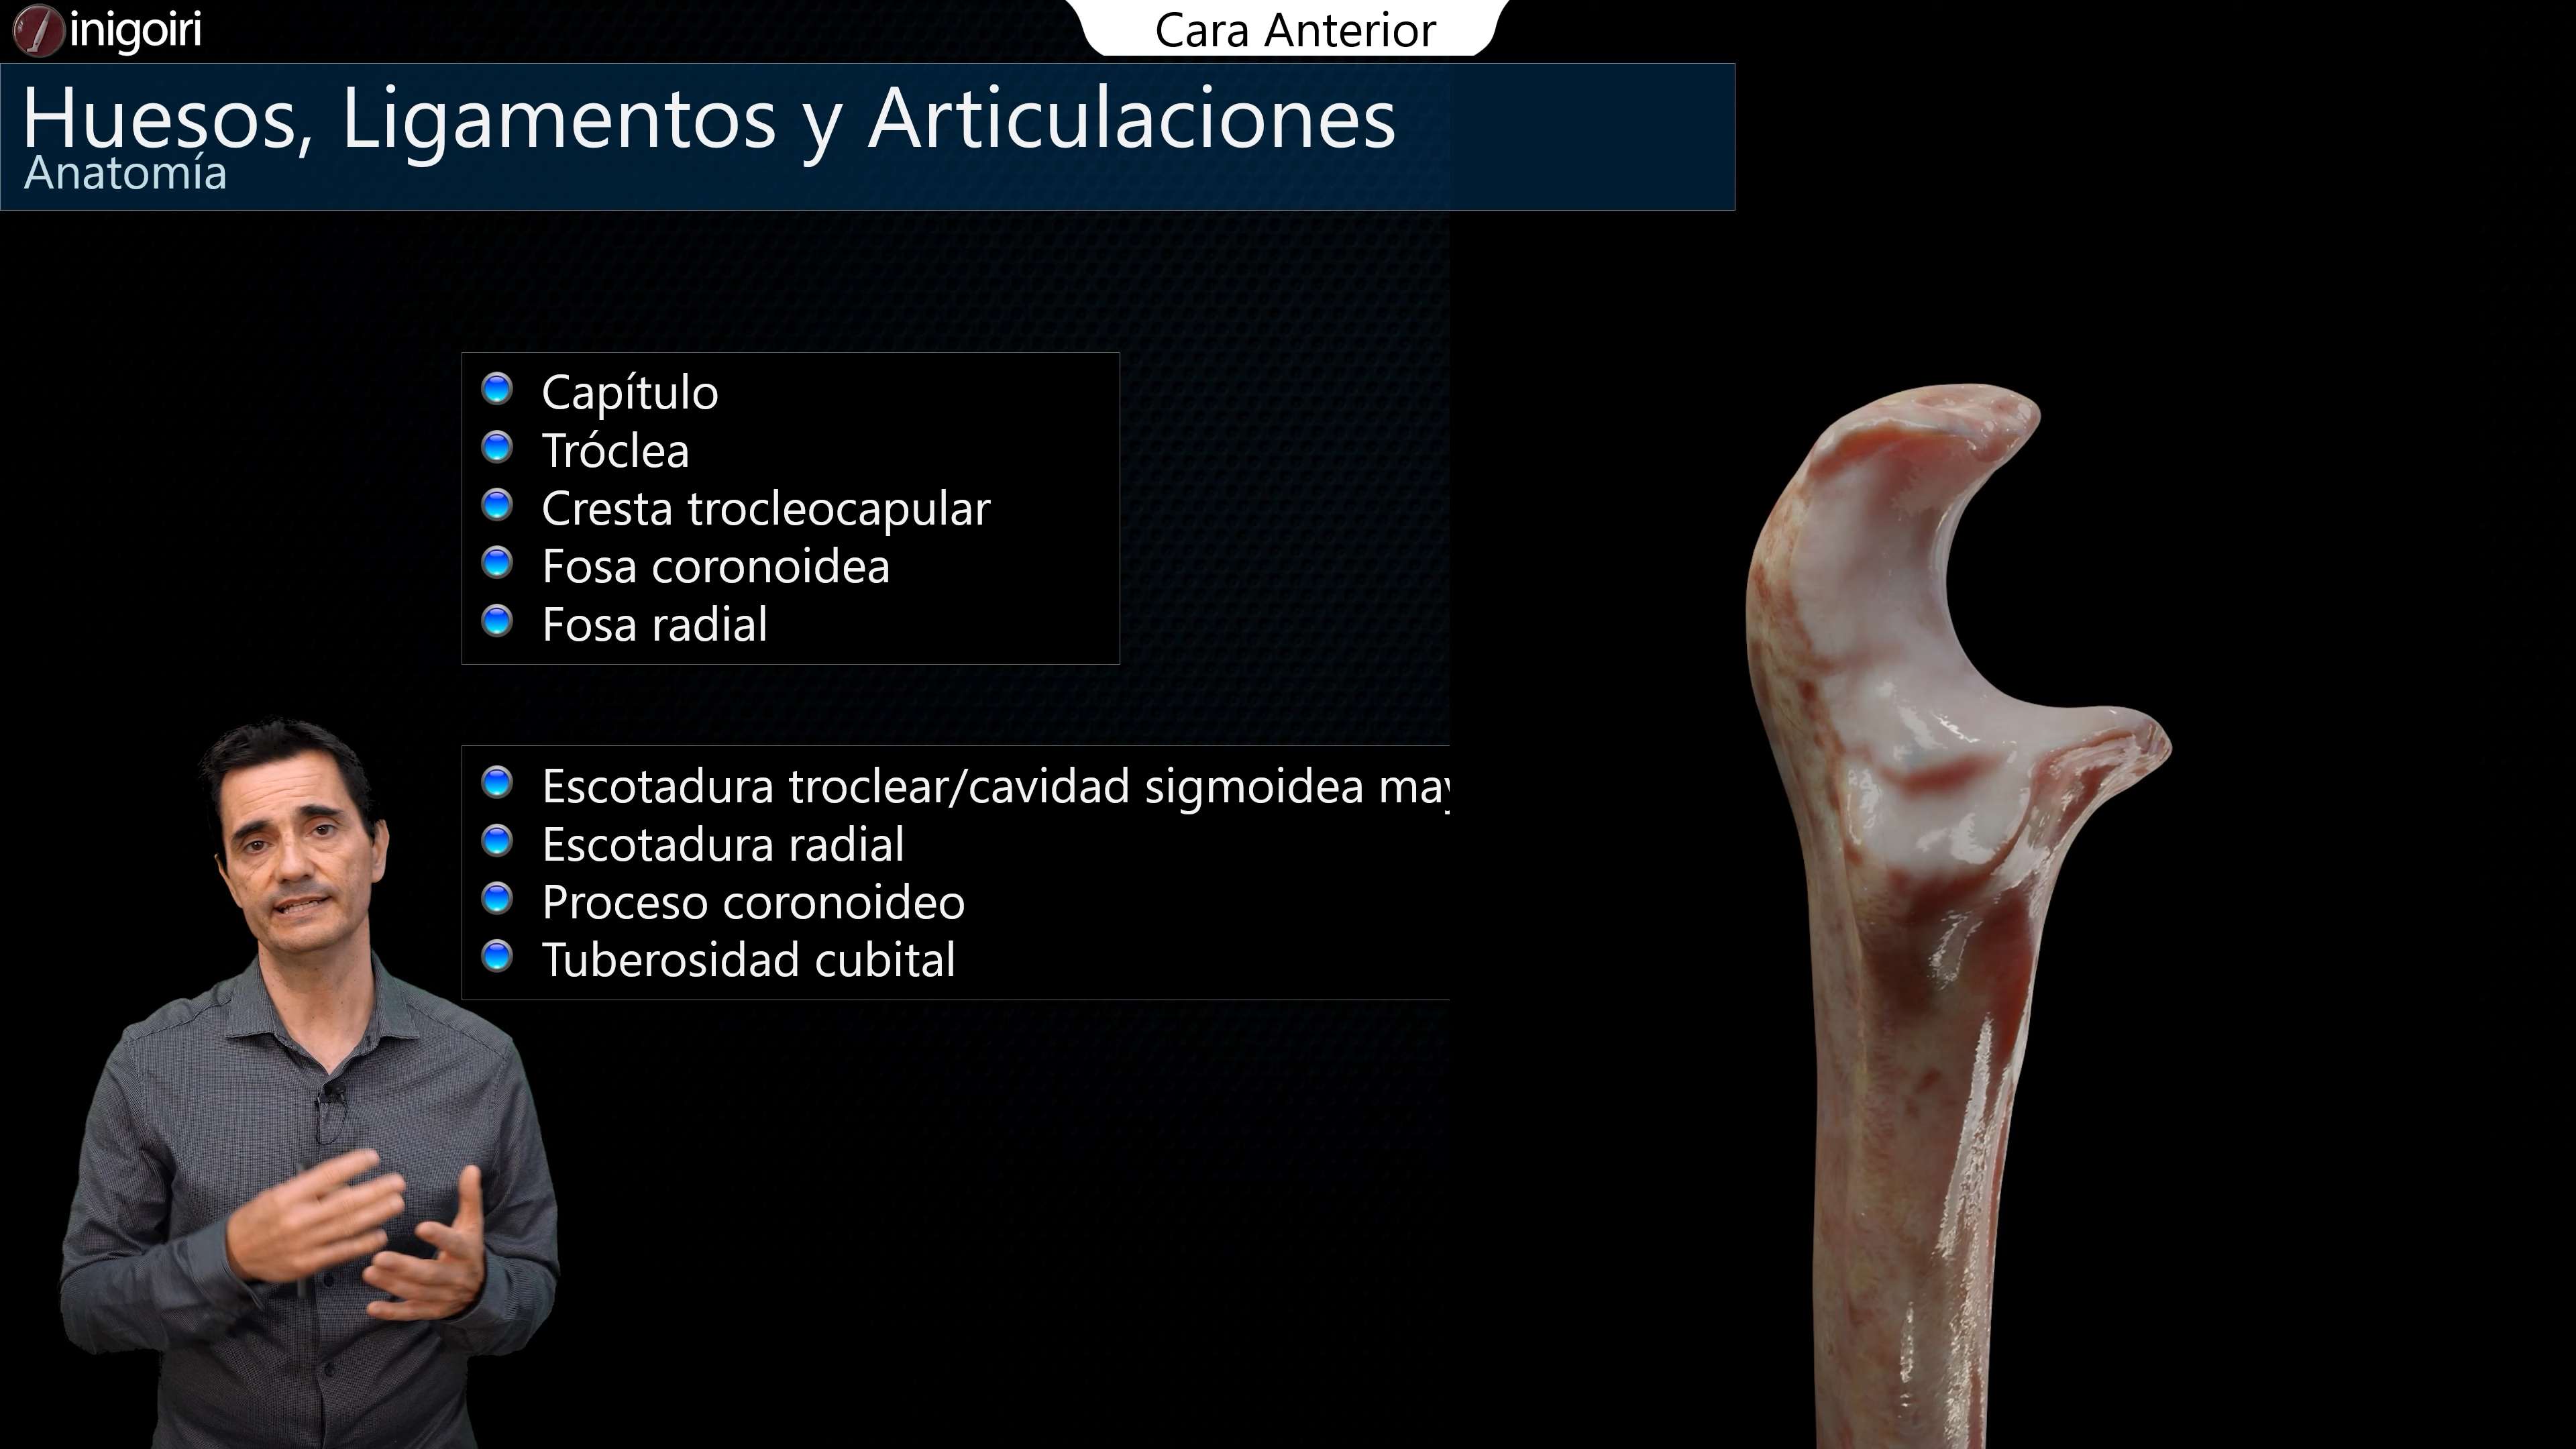 inigoiri
Cara Anterior
Huesos, Ligamentos y Articulaciones
Anatomía
Capítulo
Tróclea
Cresta trocleocapular
Fosa coronoidea
Fosa radial
Escotadura troclear/cavidad sigmoidea may
Escotadura radial
Proceso coronoideo
Tuberosidad cubital